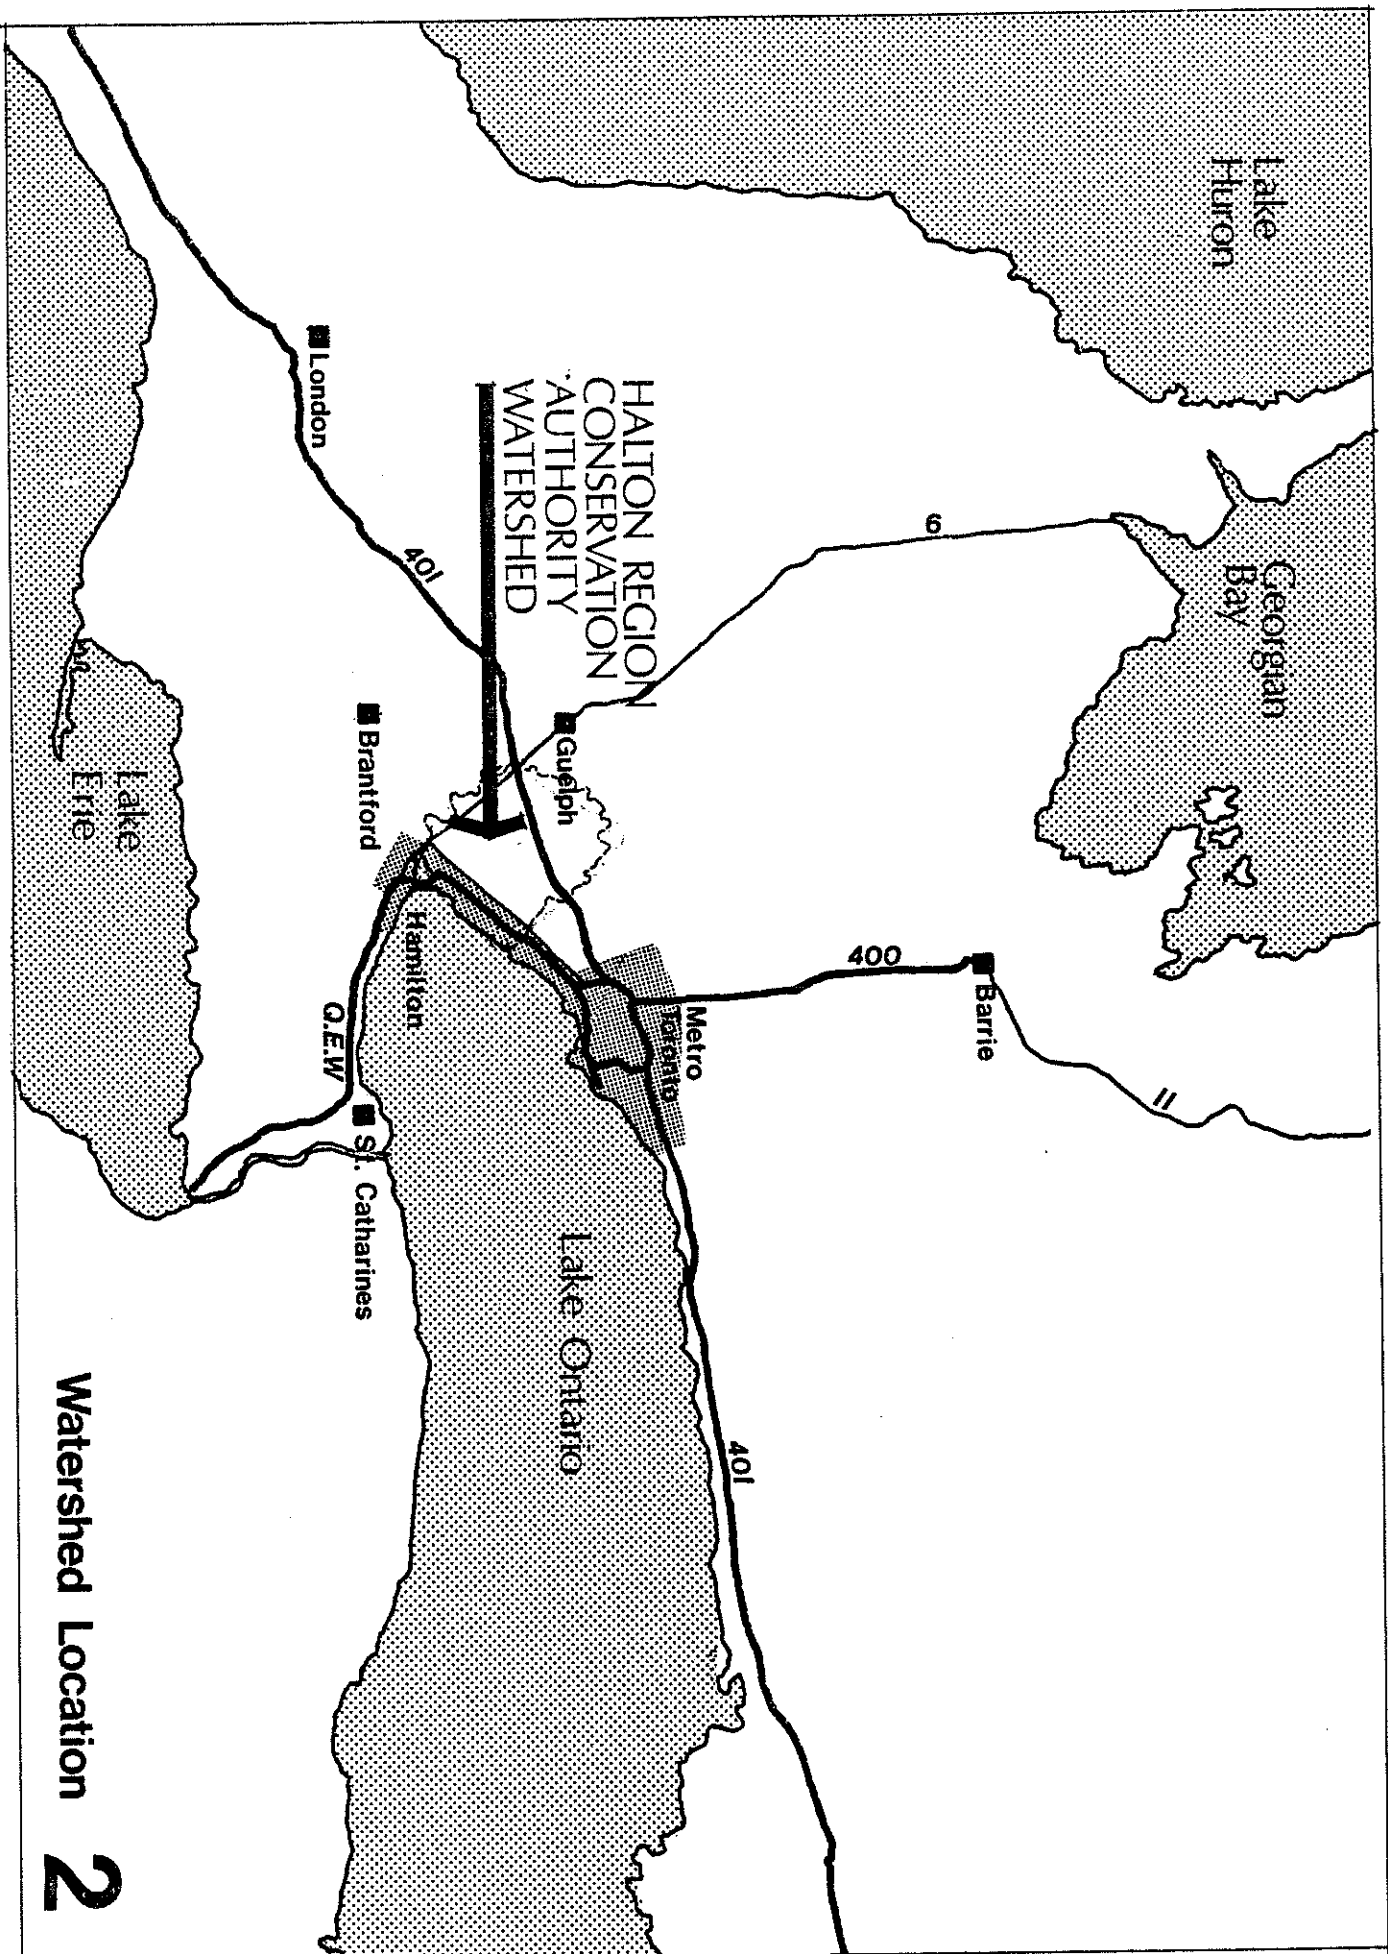 Lake
Huron
Georgian
Bay
6
Barrie
11
400
HALTON REGION
CONSERVATION
AUTHORITY
WATERSHED
Guelph
Metro
Toronto
401
London
401
Brantford
Hamilton
Q.E.W
St. Catharines
Lake Ontario
Lake
Erie
Watershed Location
2